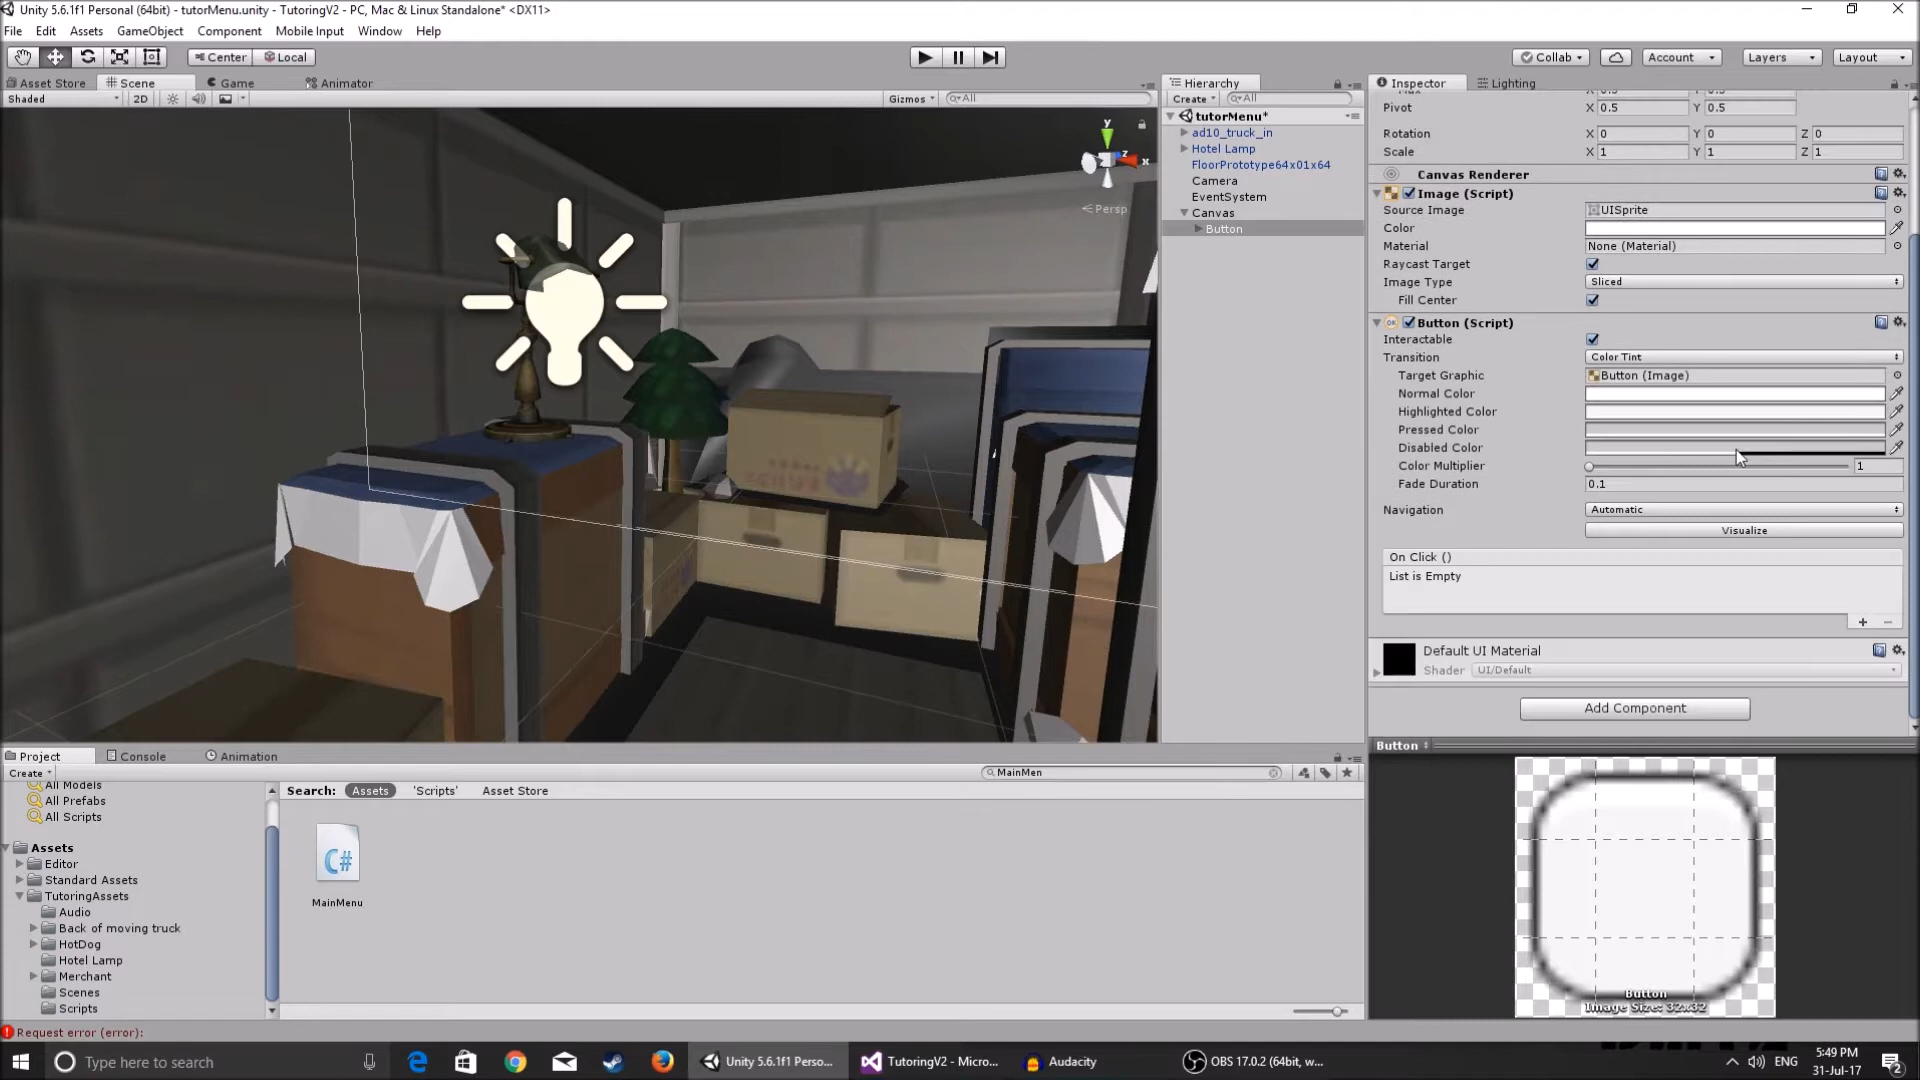 Unity 5.6.1f1 Personal (64bit) - tutorMenu.unity - TutoringV2 - PC, Mac & Linux Standalone* <DX11>
File Edit Assets GameObject Component Mobile Input Window Help
Center Local Collab Account Layers Layout
Asset Store Scene Game Animator
Shaded 2D Gizmos All
y
x
z
Persp
Hierarchy
Create All
tutorMenu*
ad10_truck_in
Hotel Lamp
FloorPrototype64x01x64
Camera
EventSystem
Canvas
Button
Inspector Lighting
Pivot X 0.5 Y 0.5
Rotation X 0 Y 0 Z 0
Scale X 1 Y 1 Z 1
Canvas Renderer
Image (Script)
Source Image UISprite
Color
Material None (Material)
Raycast Target
Image Type Sliced
Fill Center
Button (Script)
Interactable
Transition Color Tint
Target Graphic Button (Image)
Normal Color
Highlighted Color
Pressed Color
Disabled Color
Color Multiplier 1
Fade Duration 0.1
Navigation Automatic
Visualize
On Click ()
List is Empty
Default UI Material
Shader UI/Default
Add Component
Button
Button
Image Size: 32x32
Project Console Animation
Create MainMen
All Models
All Prefabs
All Scripts
Assets
Editor
Standard Assets
TutoringAssets
Audio
Back of moving truck
HotDog
Hotel Lamp
Merchant
Scenes
Scripts
Search: Assets 'Scripts' Asset Store
C#
MainMenu
Request error (error):
Type here to search
Unity 5.6.1f1 Perso...
TutoringV2 - Micro...
Audacity
OBS 17.0.2 (64bit, w...
ENG
5:49 PM
31-Jul-17
2